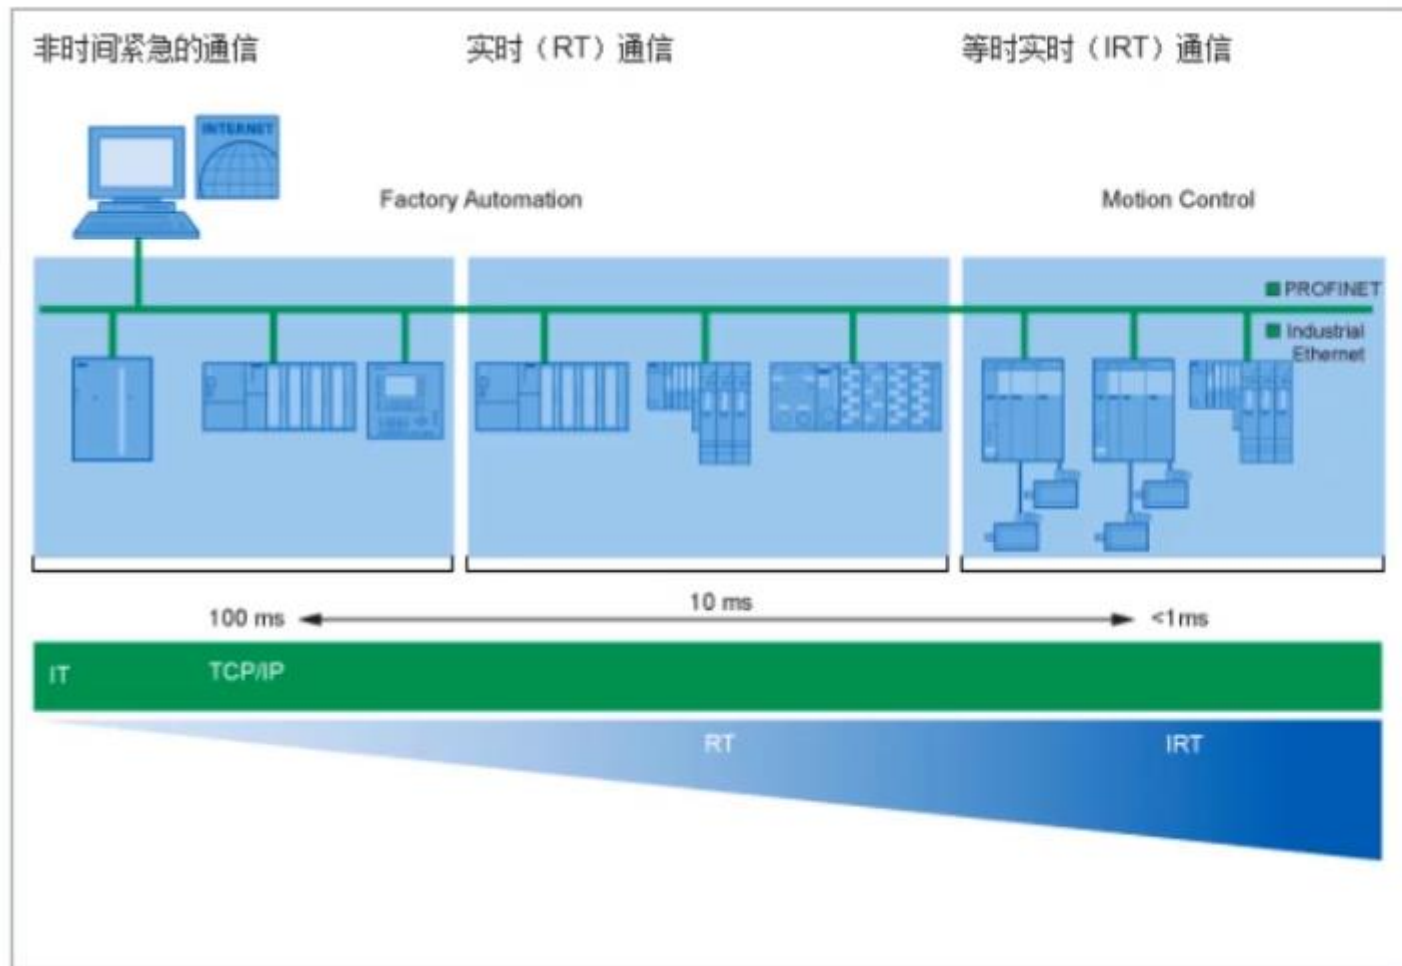 非时间紧急的通信
实时（RT）通信
等时实时（IRT）通信
INTERNET
Factory Automation
Motion Control
PROFINET
Industrial
Ethernet
100 ms
10 ms
<1ms
IT
TCP/IP
RT
IRT